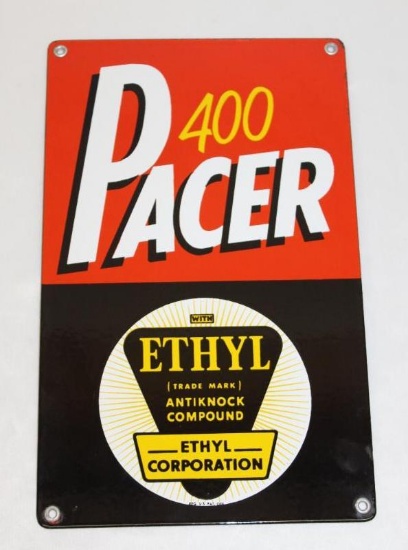 400
PACER
WITH
ETHYL
(TRADE MARK)
ANTIKNOCK
COMPOUND
ETHYL
CORPORATION